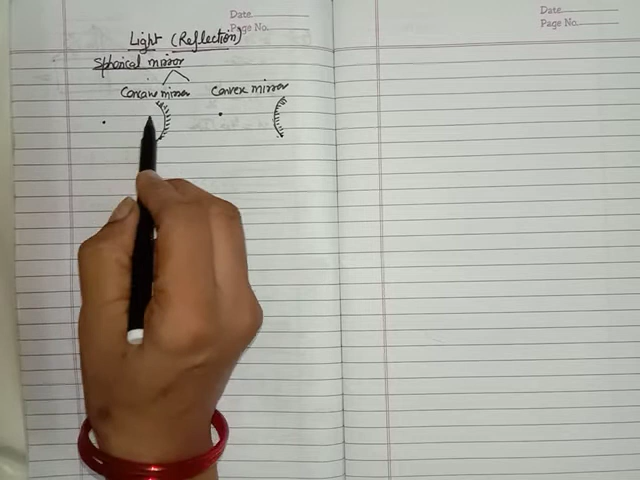 Date
Page No.
Date
Page No.
Light (Reflection)
Spherical mirror
Concave mirror Convex mirror